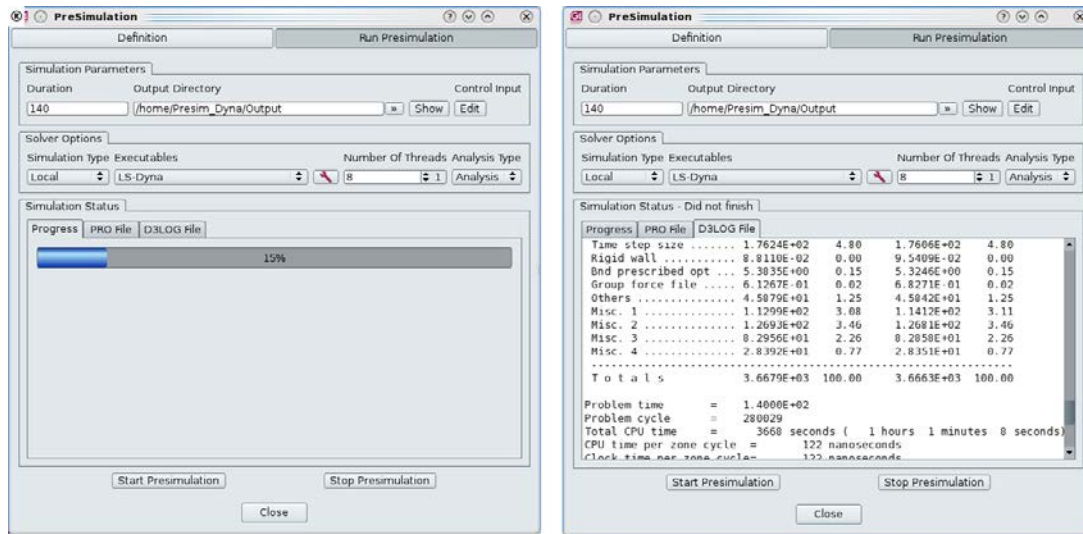 PreSimulation
Definition Run Presimulation
Simulation Parameters
Duration Output Directory Control Input
140 /home/Presim_Dyna/Output » Show Edit
Solver Options
Simulation Type Executables Number Of Threads Analysis Type
Local LS-Dyna 8 1 Analysis
Simulation Status
Progress PRO File D3LOG File
15%
Start Presimulation Stop Presimulation
Close
PreSimulation
Definition Run Presimulation
Simulation Parameters
Duration Output Directory Control Input
140 /home/Presim_Dyna/Output » Show Edit
Solver Options
Simulation Type Executables Number Of Threads Analysis Type
Local LS-Dyna 8 1 Analysis
Simulation Status - Did not finish
Progress PRO File D3LOG File
Time step size ....... 1.7624E+02 4.80 1.7606E+02 4.80
Rigid wall ........... 8.8110E-02 0.00 9.5409E-02 0.00
Bnd prescribed opt ... 5.3835E+00 0.15 5.3246E+00 0.15
Group force file ..... 6.1267E-01 0.02 6.8271E-01 0.02
Others ............... 4.5879E+01 1.25 4.5842E+01 1.25
Misc. 1 .............. 1.1299E+02 3.08 1.1412E+02 3.11
Misc. 2 .............. 1.2693E+02 3.46 1.2681E+02 3.46
Misc. 3 .............. 8.2956E+01 2.26 8.2858E+01 2.26
Misc. 4 .............. 2.8392E+01 0.77 2.8351E+01 0.77
T o t a l s 3.6679E+03 100.00 3.6663E+03 100.00
Problem time = 1.4000E+02
Problem cycle = 280029
Total CPU time = 3668 seconds ( 1 hours 1 minutes 8 seconds)
CPU time per zone cycle = 122 nanoseconds
Clock time per zone cycle= 122 nanoseconds
Start Presimulation Stop Presimulation
Close